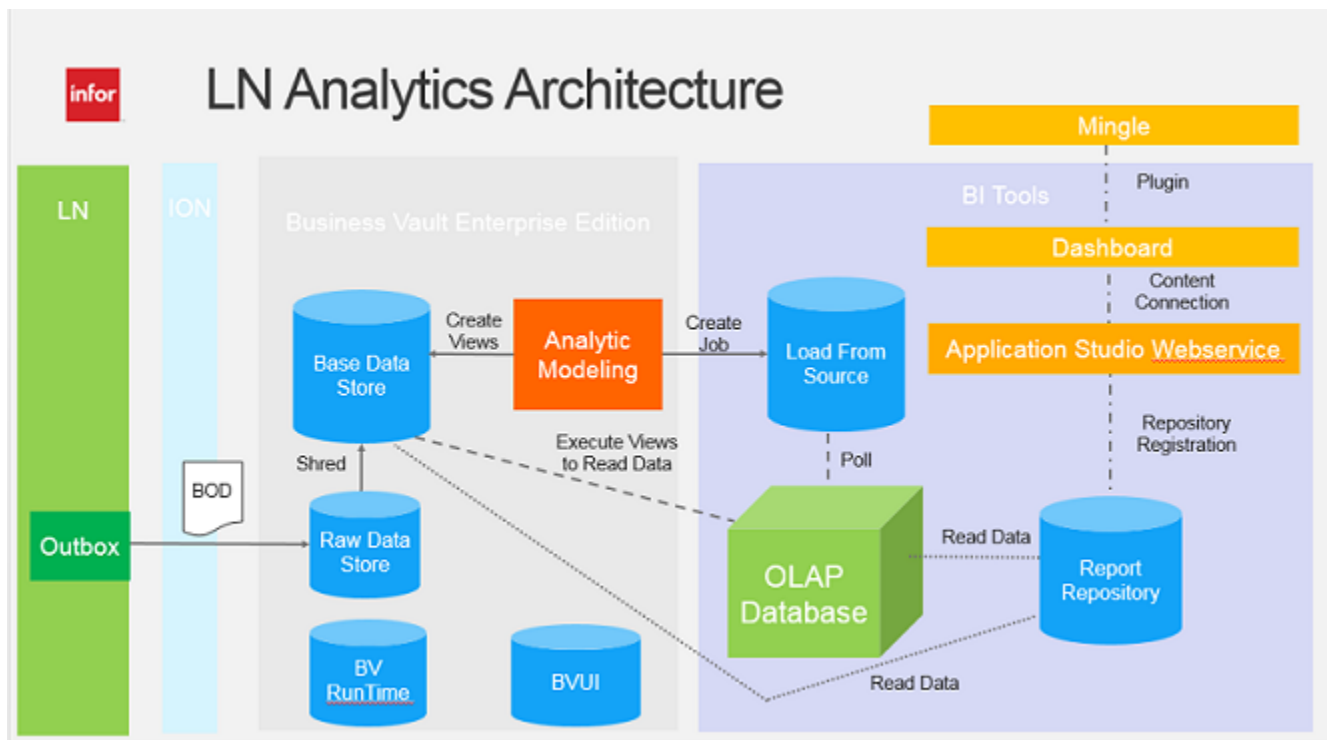 infor
LN Analytics Architecture
Mingle
Plugin
LN
ION
Business Vault Enterprise Edition
BI Tools
Dashboard
Content
Connection
Create
Views
Analytic
Modeling
Create
Job
Base Data
Store
Load From
Source
Application Studio Webservice
Execute Views
to Read Data
Repository
Registration
Shred
Poll
BOD
Outbox
Raw Data
Store
Read Data
OLAP
Database
Report
Repository
BV
RunTime
BVUI
Read Data